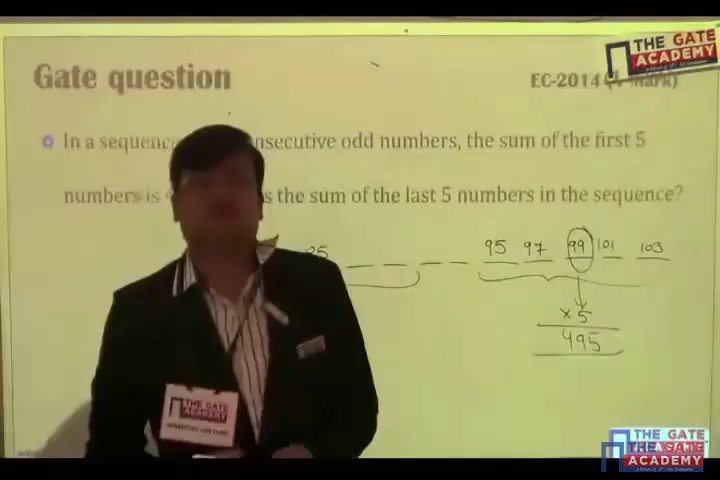 THE GATE
ACADEMY
Gate question
EC-2014 (1 Mark)
In a sequence nsecutive odd numbers, the sum of the first 5
numbers is s the sum of the last 5 numbers in the sequence?
95 97 99 101 103
× 5
495
THE GATE
ACADEMY
THE GATE
ACADEMY